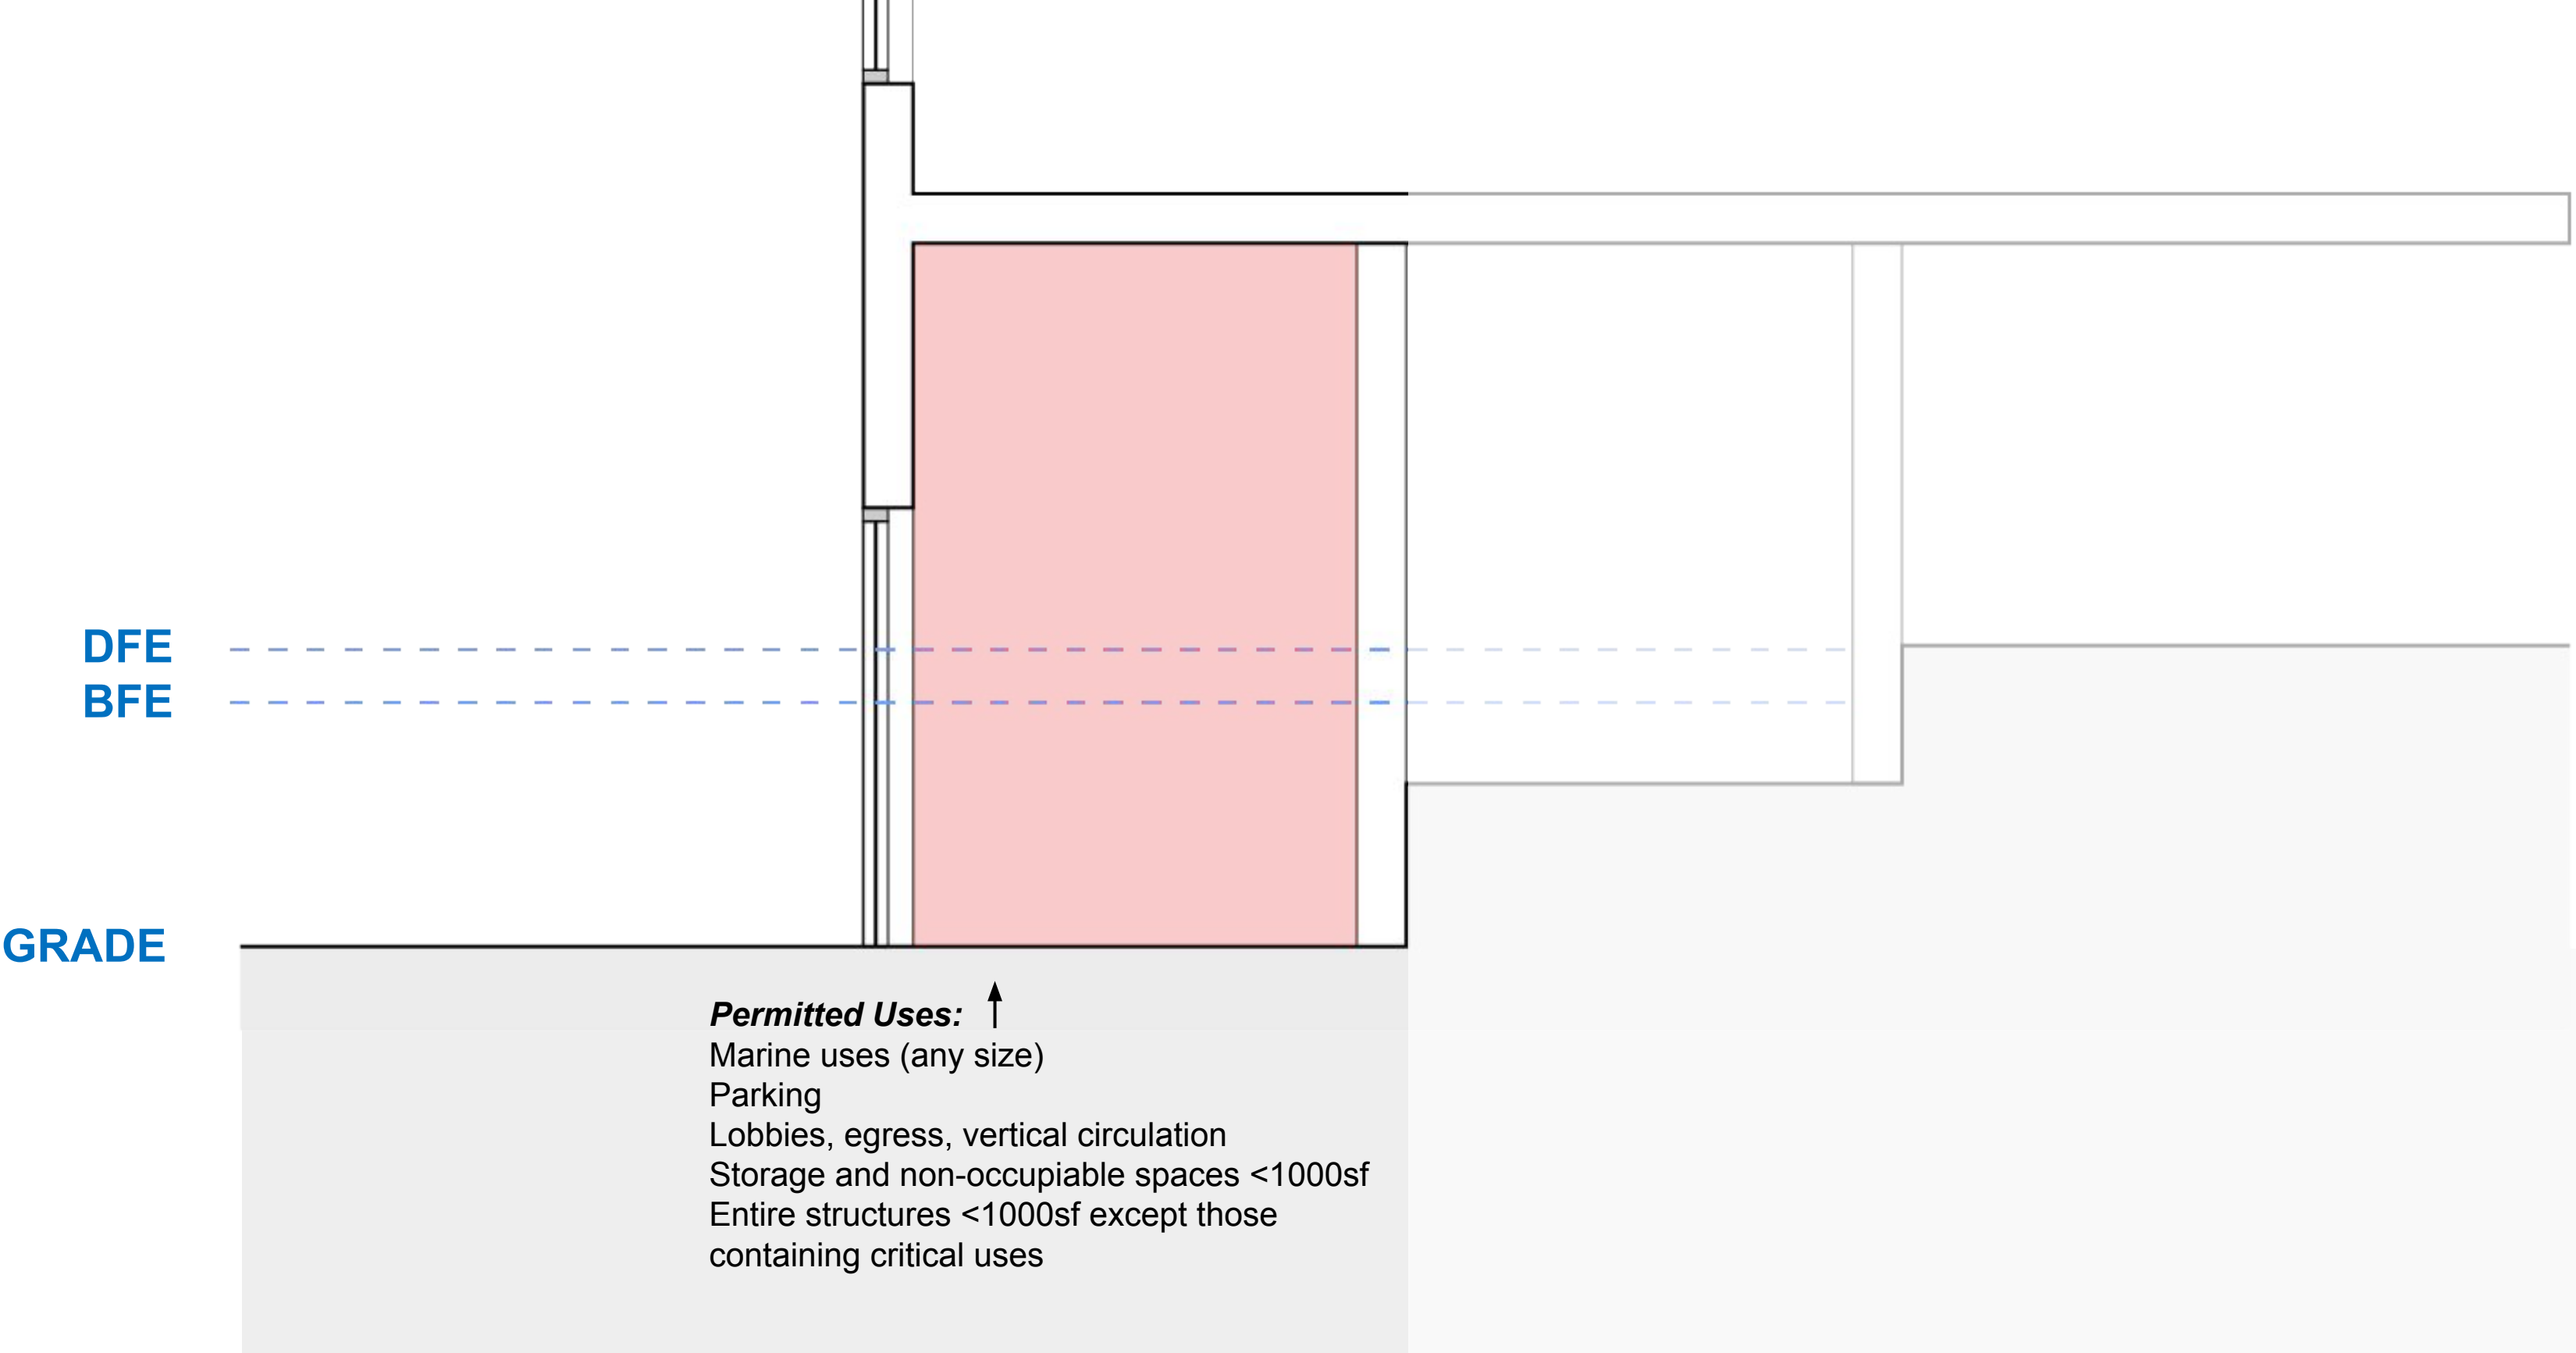 DFE
BFE
GRADE
Permitted Uses:
Marine uses (any size)
Parking
Lobbies, egress, vertical circulation
Storage and non-occupiable spaces <1000sf
Entire structures <1000sf except those
containing critical uses